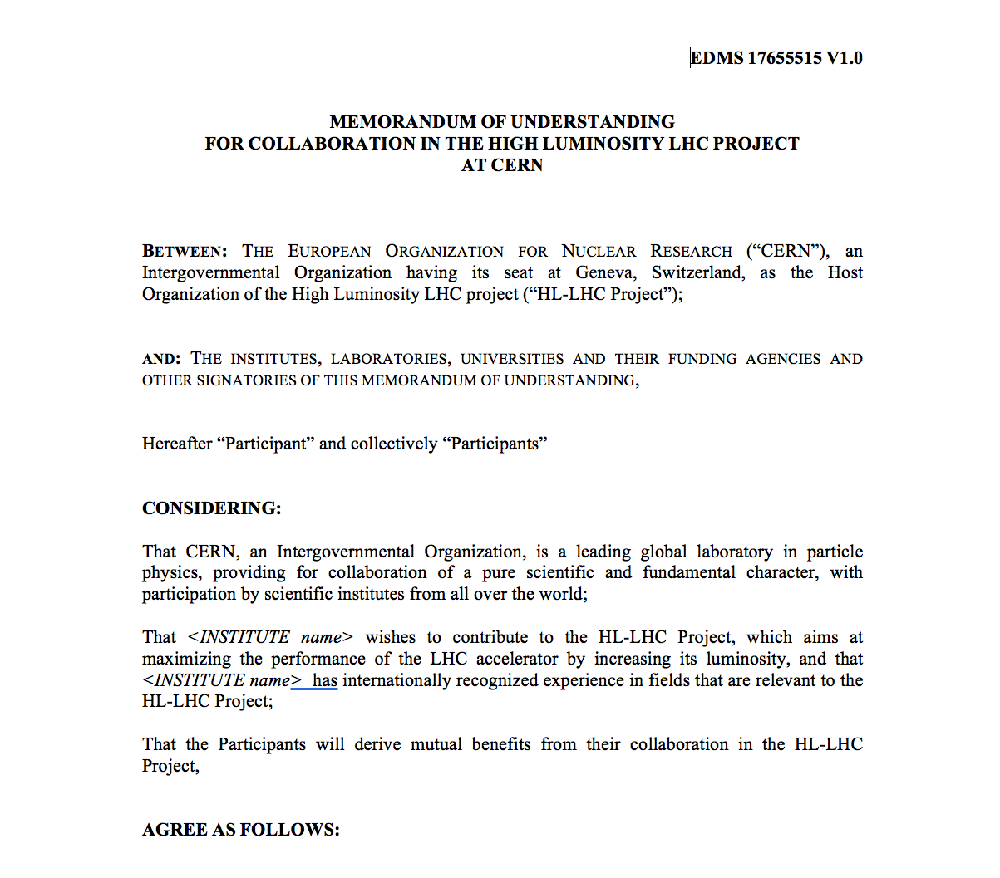 EDMS 17655515 V1.0
MEMORANDUM OF UNDERSTANDING
FOR COLLABORATION IN THE HIGH LUMINOSITY LHC PROJECT
AT CERN
BETWEEN: THE EUROPEAN ORGANIZATION FOR NUCLEAR RESEARCH (“CERN”), an
Intergovernmental Organization having its seat at Geneva, Switzerland, as the Host
Organization of the High Luminosity LHC project (“HL-LHC Project”);
AND: THE INSTITUTES, LABORATORIES, UNIVERSITIES AND THEIR FUNDING AGENCIES AND
OTHER SIGNATORIES OF THIS MEMORANDUM OF UNDERSTANDING,
Hereafter “Participant” and collectively “Participants”
CONSIDERING:
That CERN, an Intergovernmental Organization, is a leading global laboratory in particle
physics, providing for collaboration of a pure scientific and fundamental character, with
participation by scientific institutes from all over the world;
That <INSTITUTE name> wishes to contribute to the HL-LHC Project, which aims at
maximizing the performance of the LHC accelerator by increasing its luminosity, and that
<INSTITUTE name> has internationally recognized experience in fields that are relevant to the
HL-LHC Project;
That the Participants will derive mutual benefits from their collaboration in the HL-LHC
Project,
AGREE AS FOLLOWS: